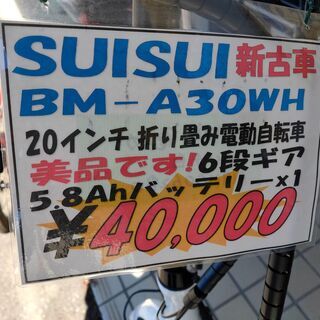 SUISUI 新古車
BM-A30WH
20インチ 折り畳み電動自転車
美品です!6段ギア
5.8Ahバッテリーx1
¥40,000